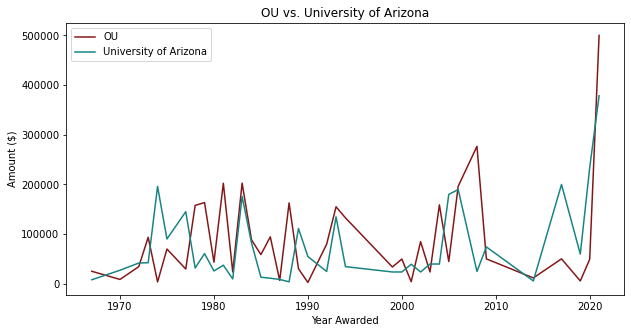 OU vs. University of Arizona
OU
University of Arizona
500000
400000
300000
200000
100000
0
Amount ($)
1970 1980 1990 2000 2010 2020
Year Awarded